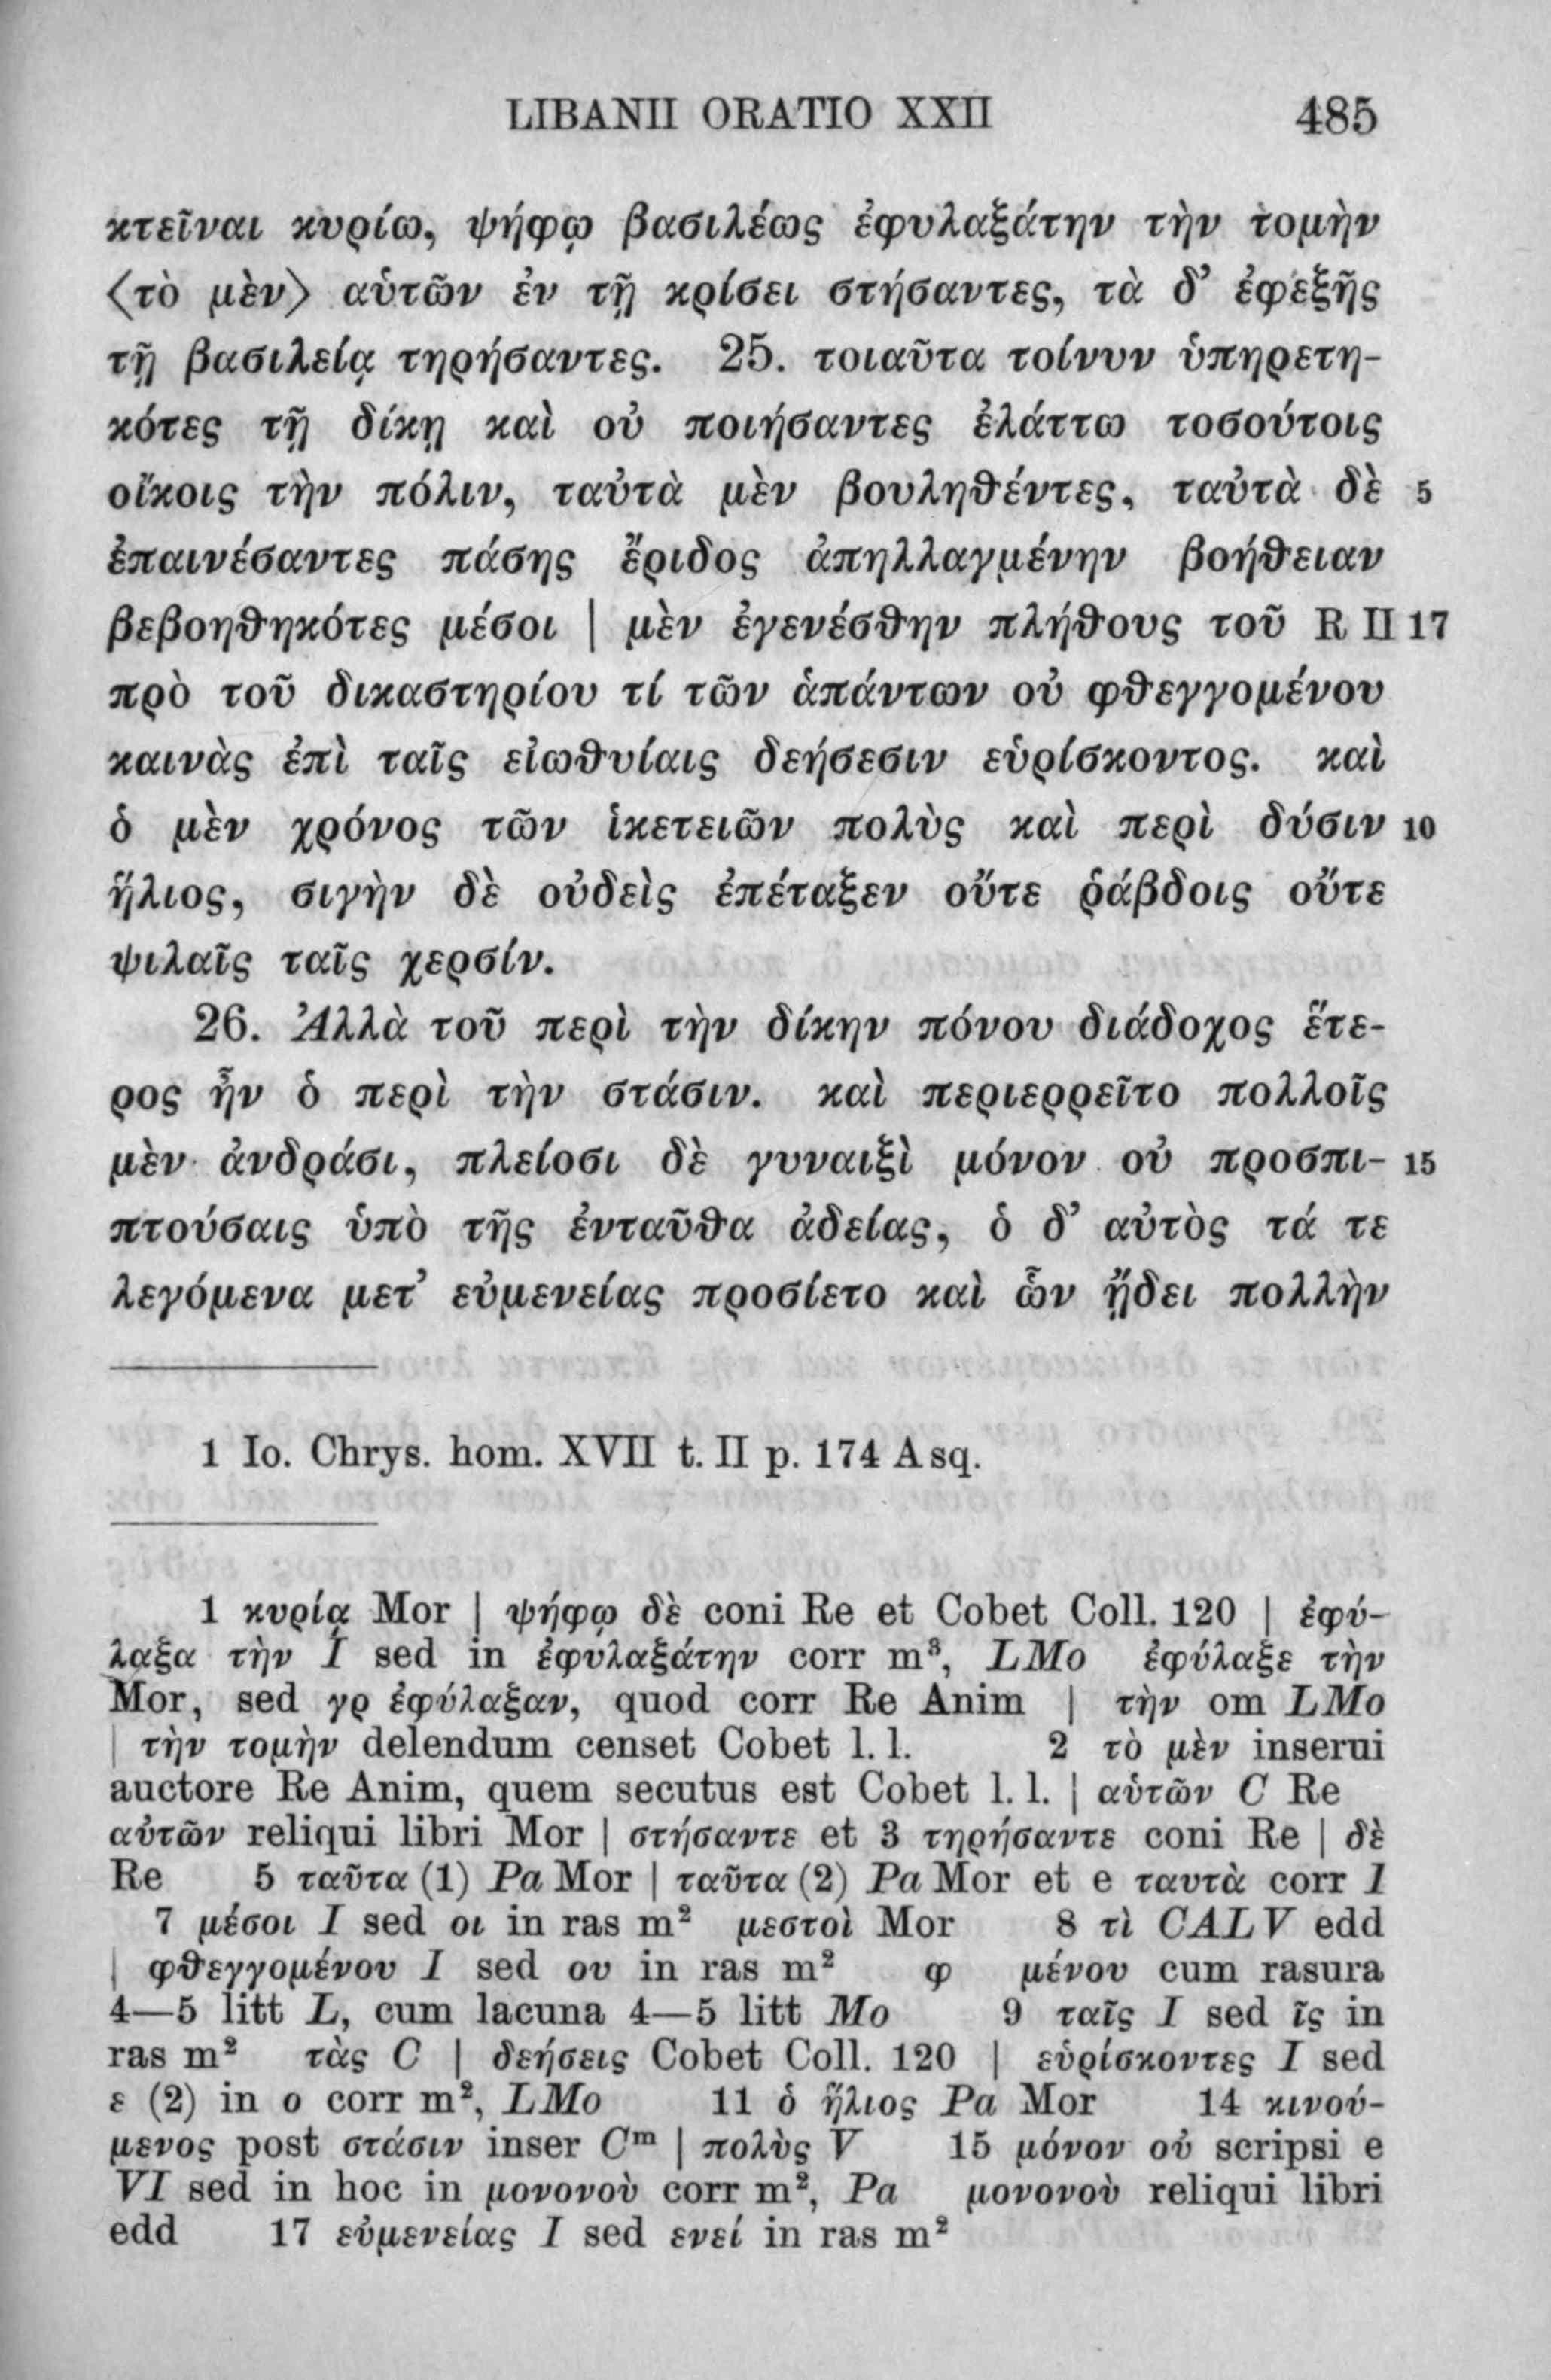 LIBANII ORATIO XXII 485
κτεῖναι κυρίω, ψήφῳ βασιλέως ἐφυλαξάτην τὴν τομὴν
⟨τὸ μὲν⟩ αὑτῶν ἐν τῇ κρίσει στήσαντες, τὰ δ’ ἐφεξῆς
τῇ βασιλείᾳ τηρήσαντες. 25. τοιαῦτα τοίνυν ὑπηρετη-
κότες τῇ δίκῃ καὶ οὐ ποιήσαντες ἐλάττω τοσούτοις
οἴκοις τὴν πόλιν, ταὐτὰ μὲν βουληθέντες, ταὐτὰ δὲ 5
ἐπαινέσαντες πάσης ἔριδος ἀπηλλαγμένην βοήθειαν
βεβοηθηκότες μέσοι | μὲν ἐγενέσθην πλήθους τοῦ R II 17
πρὸ τοῦ δικαστηρίου τί τῶν ἁπάντων οὐ φθεγγομένου
καινὰς ἐπὶ ταῖς εἰωθυίαις δεήσεσιν εὑρίσκοντος. καὶ
ὁ μὲν χρόνος τῶν ἱκετειῶν πολὺς καὶ περὶ δύσιν 10
ἥλιος, σιγὴν δὲ οὐδεὶς ἐπέταξεν οὔτε ῥάβδοις οὔτε
ψιλαῖς ταῖς χερσίν.
26. Ἀλλὰ τοῦ περὶ τὴν δίκην πόνου διάδοχος ἕτε-
ρος ἦν ὁ περὶ τὴν στάσιν. καὶ περιερρεῖτο πολλοῖς
μὲν ἀνδράσι, πλείοσι δὲ γυναιξὶ μόνον οὐ προσπι- 15
πτούσαις ὑπὸ τῆς ἐνταῦθα ἀδείας, ὁ δ’ αὐτὸς τά τε
λεγόμενα μετ’ εὐμενείας προσίετο καὶ ὧν ᾔδει πολλὴν
1 Io. Chrys. hom. XVII t. II p. 174 A sq.
1 κυρίᾳ Mor | ψήφῳ δὲ coni Re et Cobet Coll. 120 | ἐφύ-
λαξα τὴν I sed in ἐφυλαξάτην corr m³, LMo ἐφύλαξε τὴν
Mor, sed γρ ἐφύλαξαν, quod corr Re Anim | τὴν om LMo
| τὴν τομὴν delendum censet Cobet l. l. 2 τὸ μὲν inserui
auctore Re Anim, quem secutus est Cobet l. l. | αὑτῶν C Re
αὐτῶν reliqui libri Mor | στήσαντε et 3 τηρήσαντε coni Re | δὲ
Re 5 ταῦτα (1) Pa Mor | ταῦτα (2) Pa Mor et e ταυτὰ corr I
7 μέσοι I sed οι in ras m² μεστοὶ Mor 8 τὶ CALV edd
| φθεγγομένου I sed ου in ras m² φ μένου cum rasura
4—5 litt L, cum lacuna 4—5 litt Mo 9 ταῖς I sed ῖς in
ras m² τὰς C | δεήσεις Cobet Coll. 120 | εὑρίσκοντες I sed
ε (2) in ο corr m², LMo 11 ὁ ἥλιος Pa Mor 14 κινού-
μενος post στάσιν inser Cᵐ | πολὺς V 15 μόνον οὐ scripsi e
VI sed in hoc in μονονοὺ corr m², Pa μονονοὺ reliqui libri
edd 17 εὐμενείας I sed ενεί in ras m²